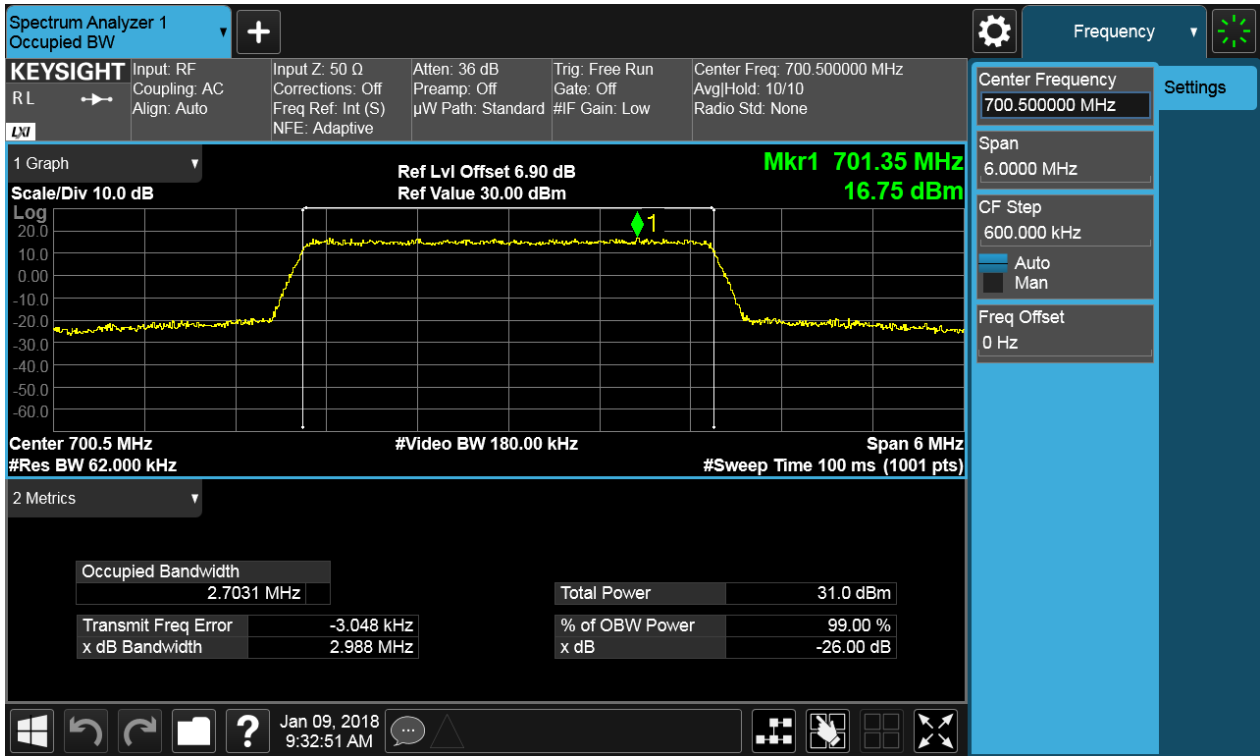 Spectrum Analyzer 1
Occupied BW
+
Frequency
KEYSIGHT
R L
LXI
Input: RF
Coupling: AC
Align: Auto
Input Z: 50 Ω
Corrections: Off
Freq Ref: Int (S)
NFE: Adaptive
Atten: 36 dB
Preamp: Off
µW Path: Standard
Trig: Free Run
Gate: Off
#IF Gain: Low
Center Freq: 700.500000 MHz
Avg|Hold: 10/10
Radio Std: None
Center Frequency
700.500000 MHz
Settings
Span
6.0000 MHz
CF Step
600.000 kHz
Auto
Man
Freq Offset
0 Hz
1 Graph
Scale/Div 10.0 dB
Ref Lvl Offset 6.90 dB
Ref Value 30.00 dBm
Mkr1 701.35 MHz
16.75 dBm
Log
1
20.0
10.0
0.00
-10.0
-20.0
-30.0
-40.0
-50.0
-60.0
Center 700.5 MHz
#Video BW 180.00 kHz
Span 6 MHz
#Res BW 62.000 kHz
#Sweep Time 100 ms (1001 pts)
2 Metrics
Occupied Bandwidth
2.7031 MHz
Total Power 31.0 dBm
Transmit Freq Error -3.048 kHz
% of OBW Power 99.00 %
x dB Bandwidth 2.988 MHz
x dB -26.00 dB
?
Jan 09, 2018
9:32:51 AM